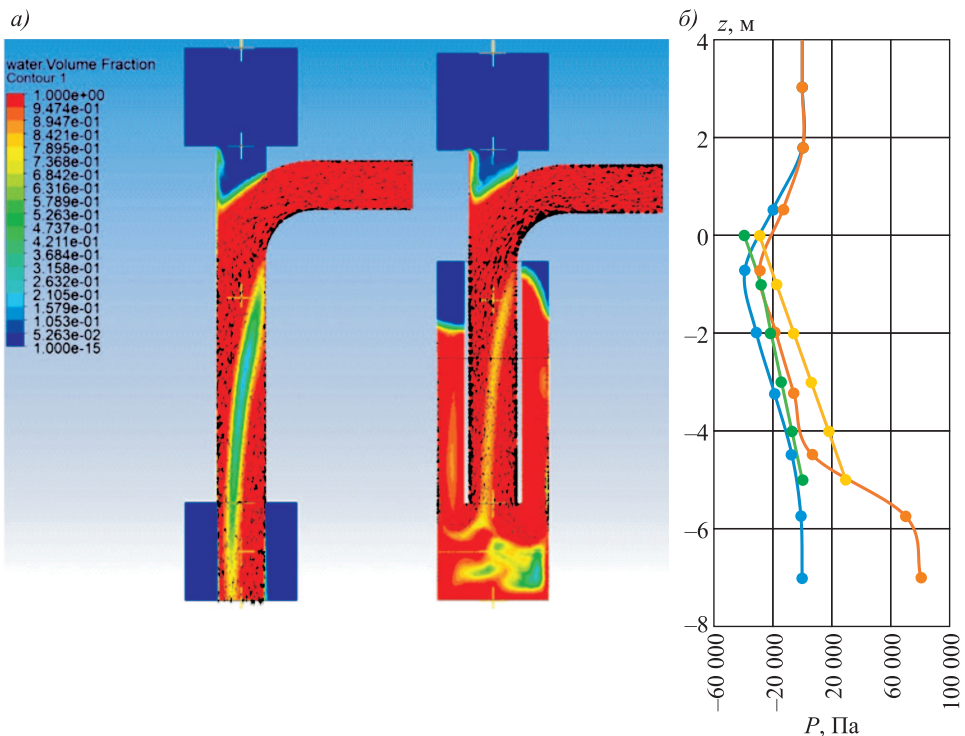 а)
water.Volume Fraction
Contour 1
1.000e+00
9.474e-01
8.947e-01
8.421e-01
7.895e-01
7.368e-01
6.842e-01
6.316e-01
5.789e-01
5.263e-01
4.737e-01
4.211e-01
3.684e-01
3.158e-01
2.632e-01
2.105e-01
1.579e-01
1.053e-01
5.263e-02
1.000e-15
б) z, м
4
2
0
−2
−4
−6
−8
−60 000
−20 000
20 000
60 000
100 000
P, Па